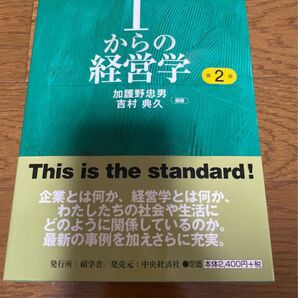 1
からの
経営学
第2版
加護野忠男
吉村典久
編著
This is the standard!
企業とは何か、経営学とは何か、
わたしたちの社会や生活に
どのように関係しているのか。
最新の事例を加えさらに充実。
発行所：碩学舎／発売元：中央経済社
●定価 本体2,400円＋税